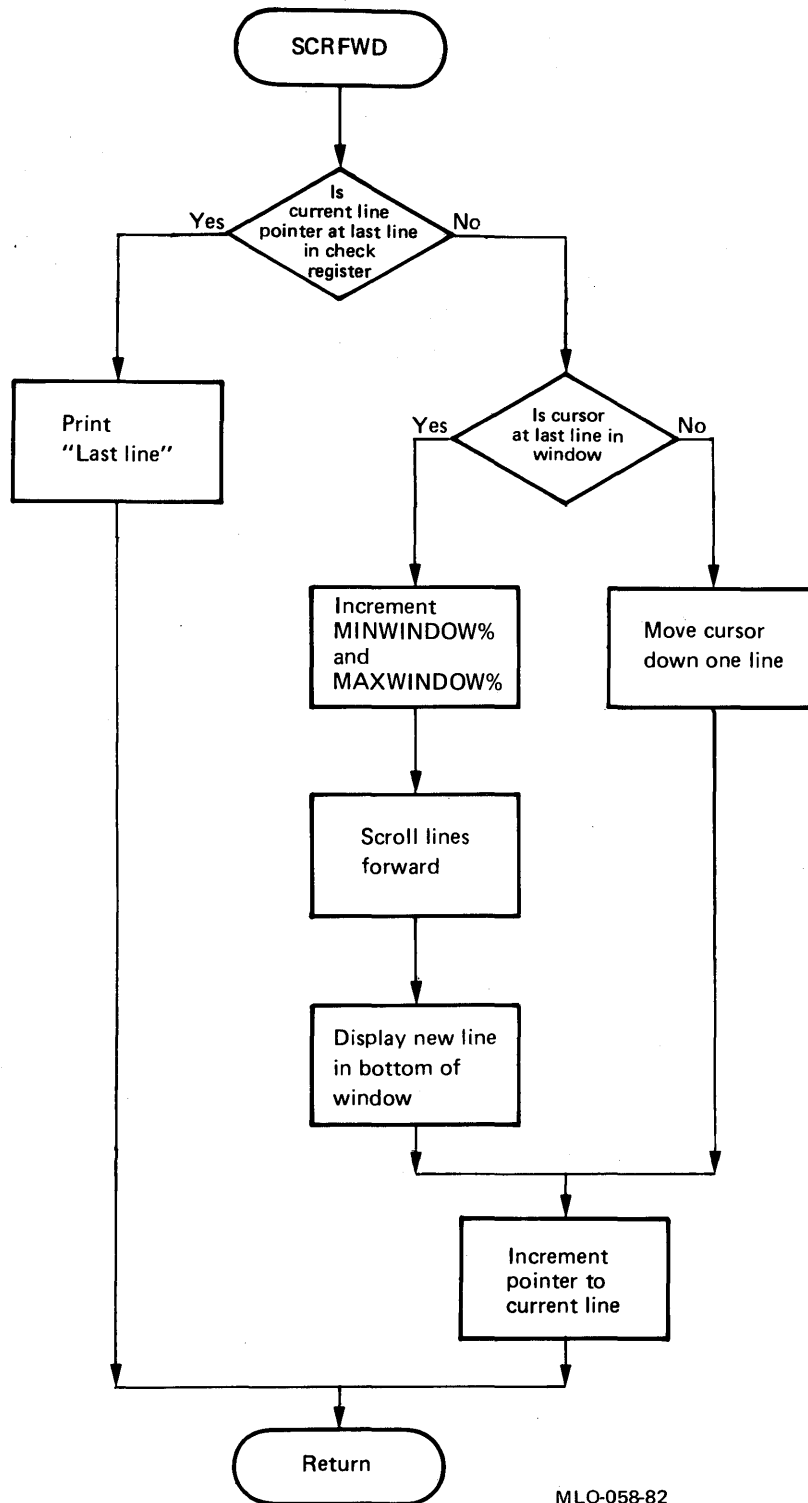 SCRFWD
Is
current line
pointer at last line
in check
register
Yes
No
Print
"Last line"
Is cursor
at last line in
window
Yes
No
Increment
MINWINDOW%
and
MAXWINDOW%
Move cursor
down one line
Scroll lines
forward
Display new line
in bottom of
window
Increment
pointer to
current line
Return
MLO-058-82